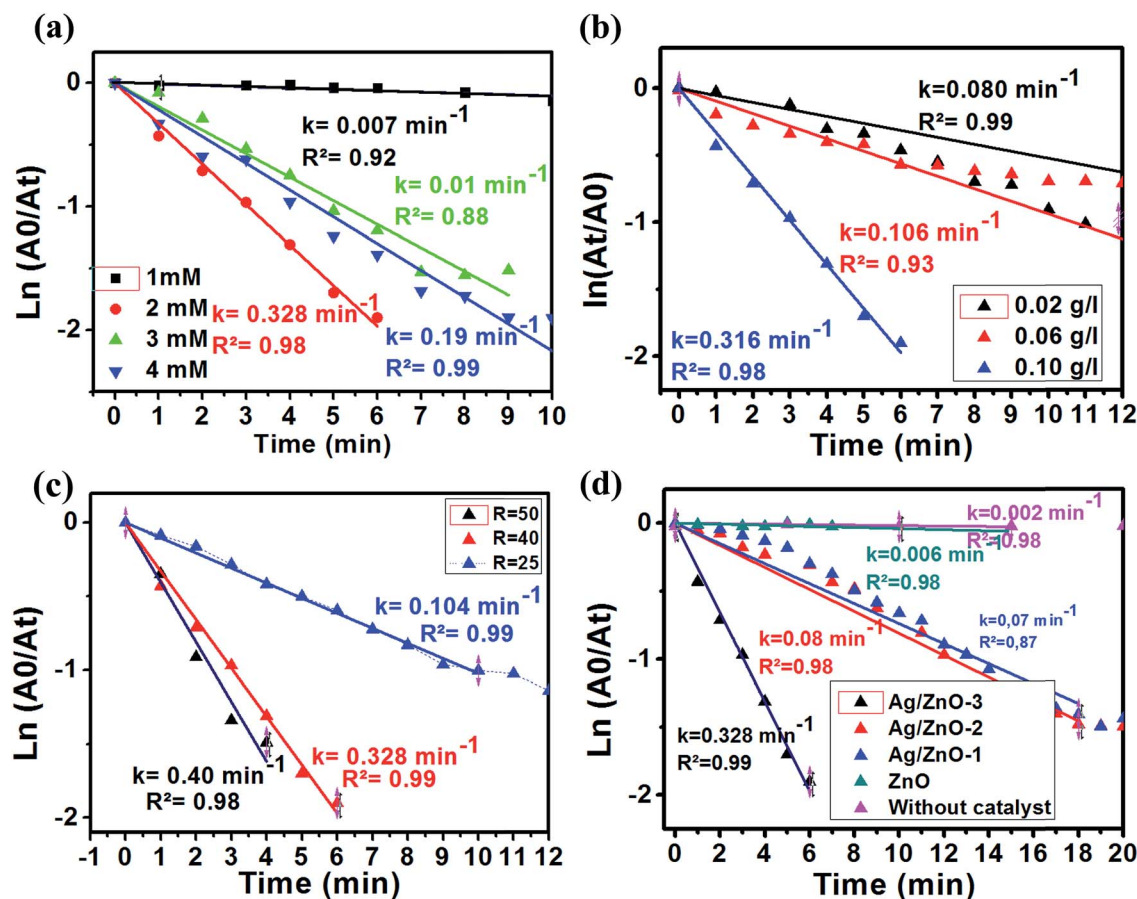 (a)
Ln (A0/At)
0
-1
-2
k= 0.007 min-1
R²= 0.92
k= 0.01 min-1
R²= 0.88
1mM
2 mM
3 mM
4 mM
k= 0.328 min-1
R²= 0.98
k= 0.19 min-1
R²= 0.99
0 1 2 3 4 5 6 7 8 9 10
Time (min)
(b)
ln(At/A0)
0
-1
-2
k=0.080 min-1
R²= 0.99
k=0.106 min-1
R²= 0.93
k=0.316 min-1
R²= 0.98
0.02 g/l
0.06 g/l
0.10 g/l
0 1 2 3 4 5 6 7 8 9 10 11 12
Time (min)
(c)
Ln (A0/At)
0
-1
-2
R=50
R=40
R=25
k= 0.104 min-1
R²= 0.99
k= 0.328 min-1
R²= 0.99
k= 0.40 min-1
R²= 0.98
-1 0 1 2 3 4 5 6 7 8 9 10 11 12
Time (min)
(d)
Ln (A0/At)
0
-1
-2
k=0.002 min-1
R²=0.98
k=0.006 min-1
R²= 0.98
k=0,07 min-1
R²=0,87
k=0.08 min-1
R²=0.98
k=0.328 min-1
R²=0.99
Ag/ZnO-3
Ag/ZnO-2
Ag/ZnO-1
ZnO
Without catalyst
0 2 4 6 8 10 12 14 16 18 20
Time (min)